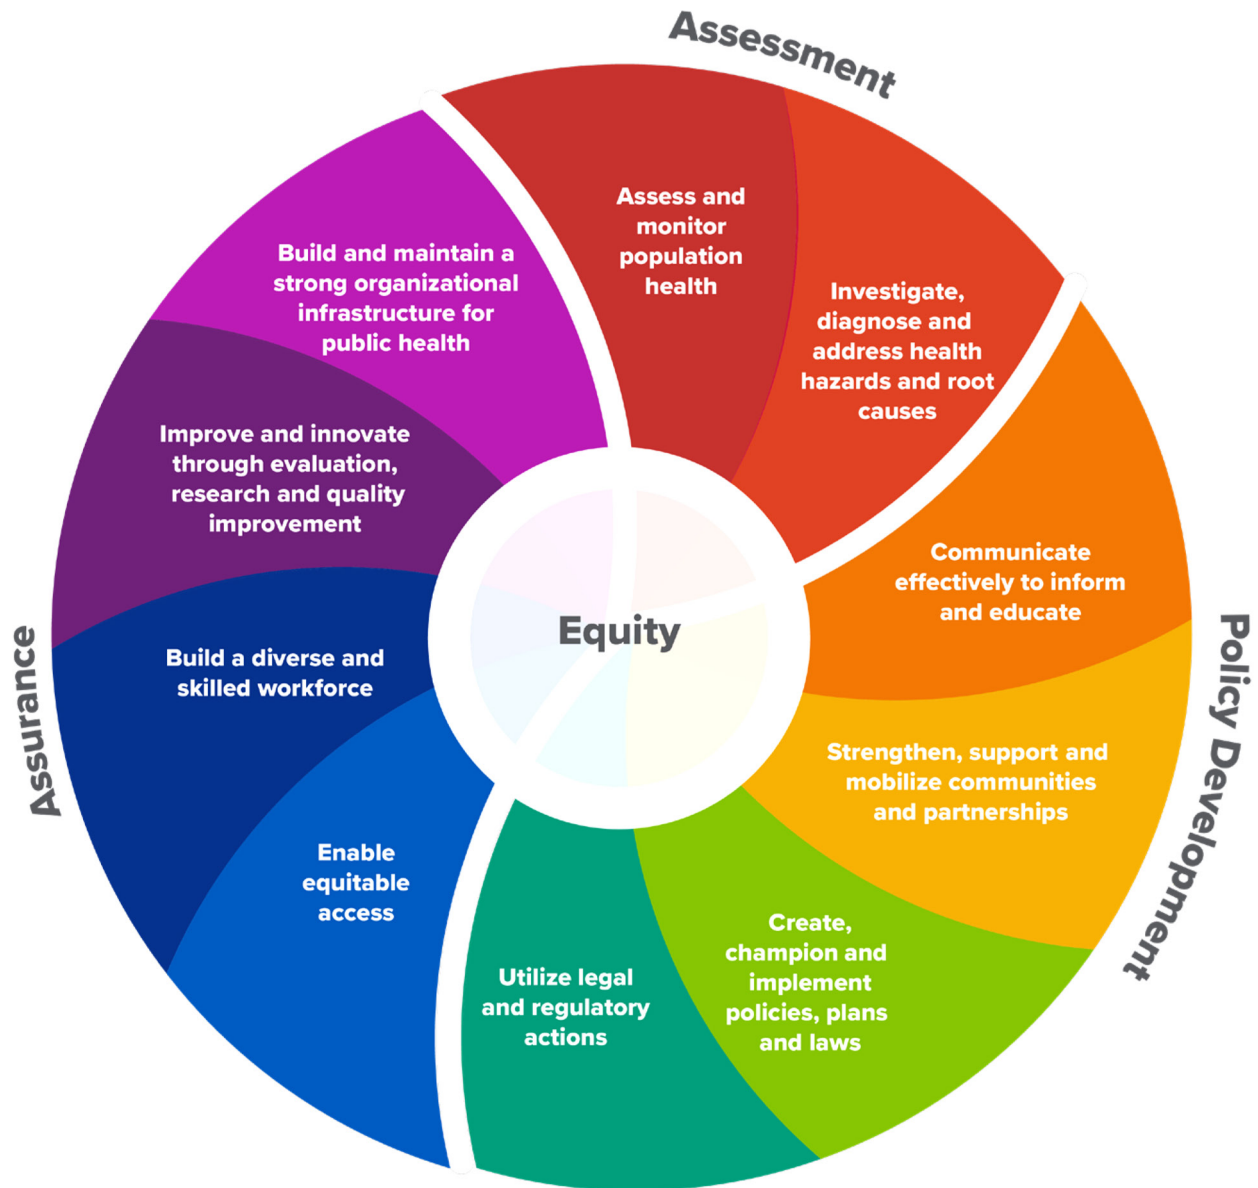 Assessment
Assess and
monitor
population
health
Investigate,
diagnose and
address health
hazards and root
causes
Policy Development
Communicate
effectively to inform
and educate
Strengthen, support and
mobilize communities
and partnerships
Create,
champion and
implement
policies, plans
and laws
Utilize legal
and regulatory
actions
Assurance
Enable
equitable
access
Build a diverse and
skilled workforce
Improve and innovate
through evaluation,
research and quality
improvement
Build and maintain a
strong organizational
infrastructure for
public health
Equity